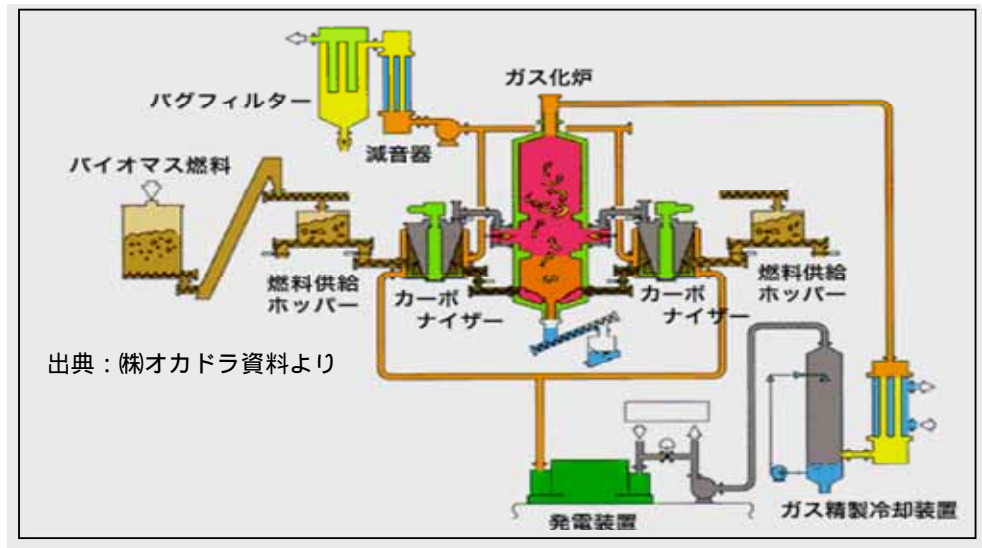 ガス化炉
バグフィルター
減音器
バイオマス燃料
燃料供給
ホッパー
カーボ
ナイザー
カーボ
ナイザー
燃料供給
ホッパー
出典：㈱オカドラ資料より
発電装置
ガス精製冷却装置